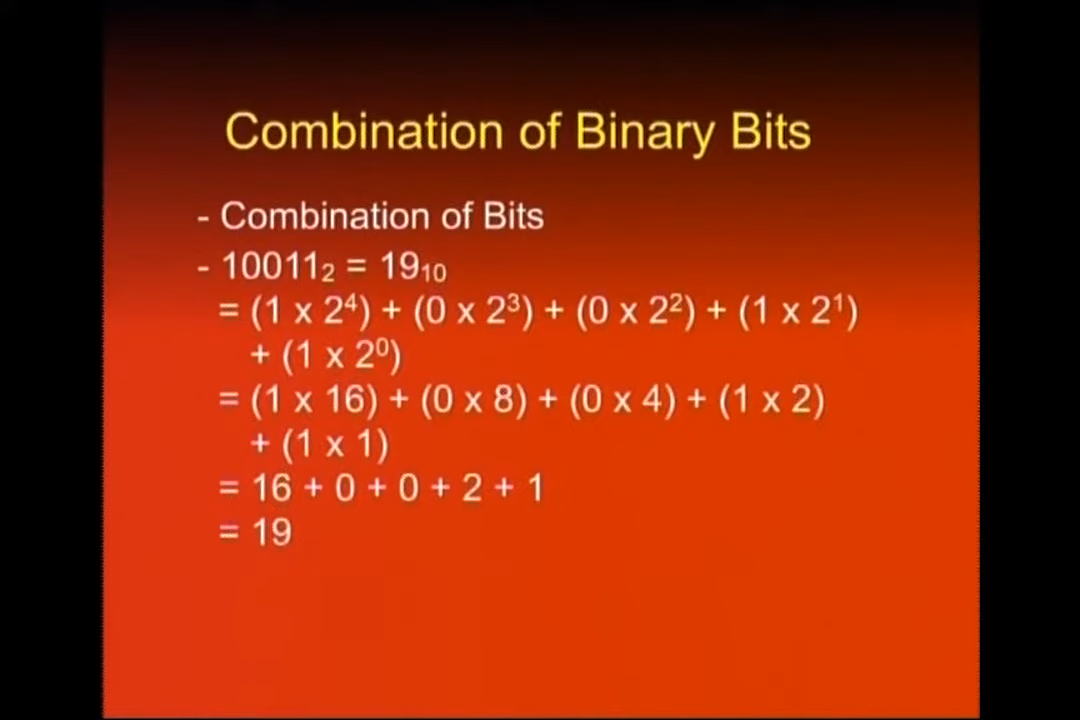 Combination of Binary Bits
- Combination of Bits
- 10011₂ = 19₁₀
= (1 x 2⁴) + (0 x 2³) + (0 x 2²) + (1 x 2¹)
+ (1 x 2⁰)
= (1 x 16) + (0 x 8) + (0 x 4) + (1 x 2)
+ (1 x 1)
= 16 + 0 + 0 + 2 + 1
= 19